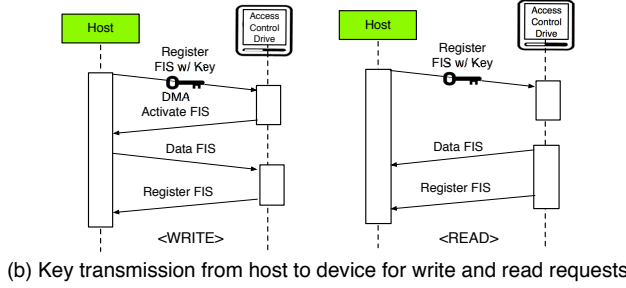 Host
Access
Control
Drive
Register
FIS w/ Key
DMA
Activate FIS
Data FIS
Register FIS
<WRITE>
Host
Access
Control
Drive
Register
FIS w/ Key
Data FIS
Register FIS
<READ>
(b) Key transmission from host to device for write and read requests